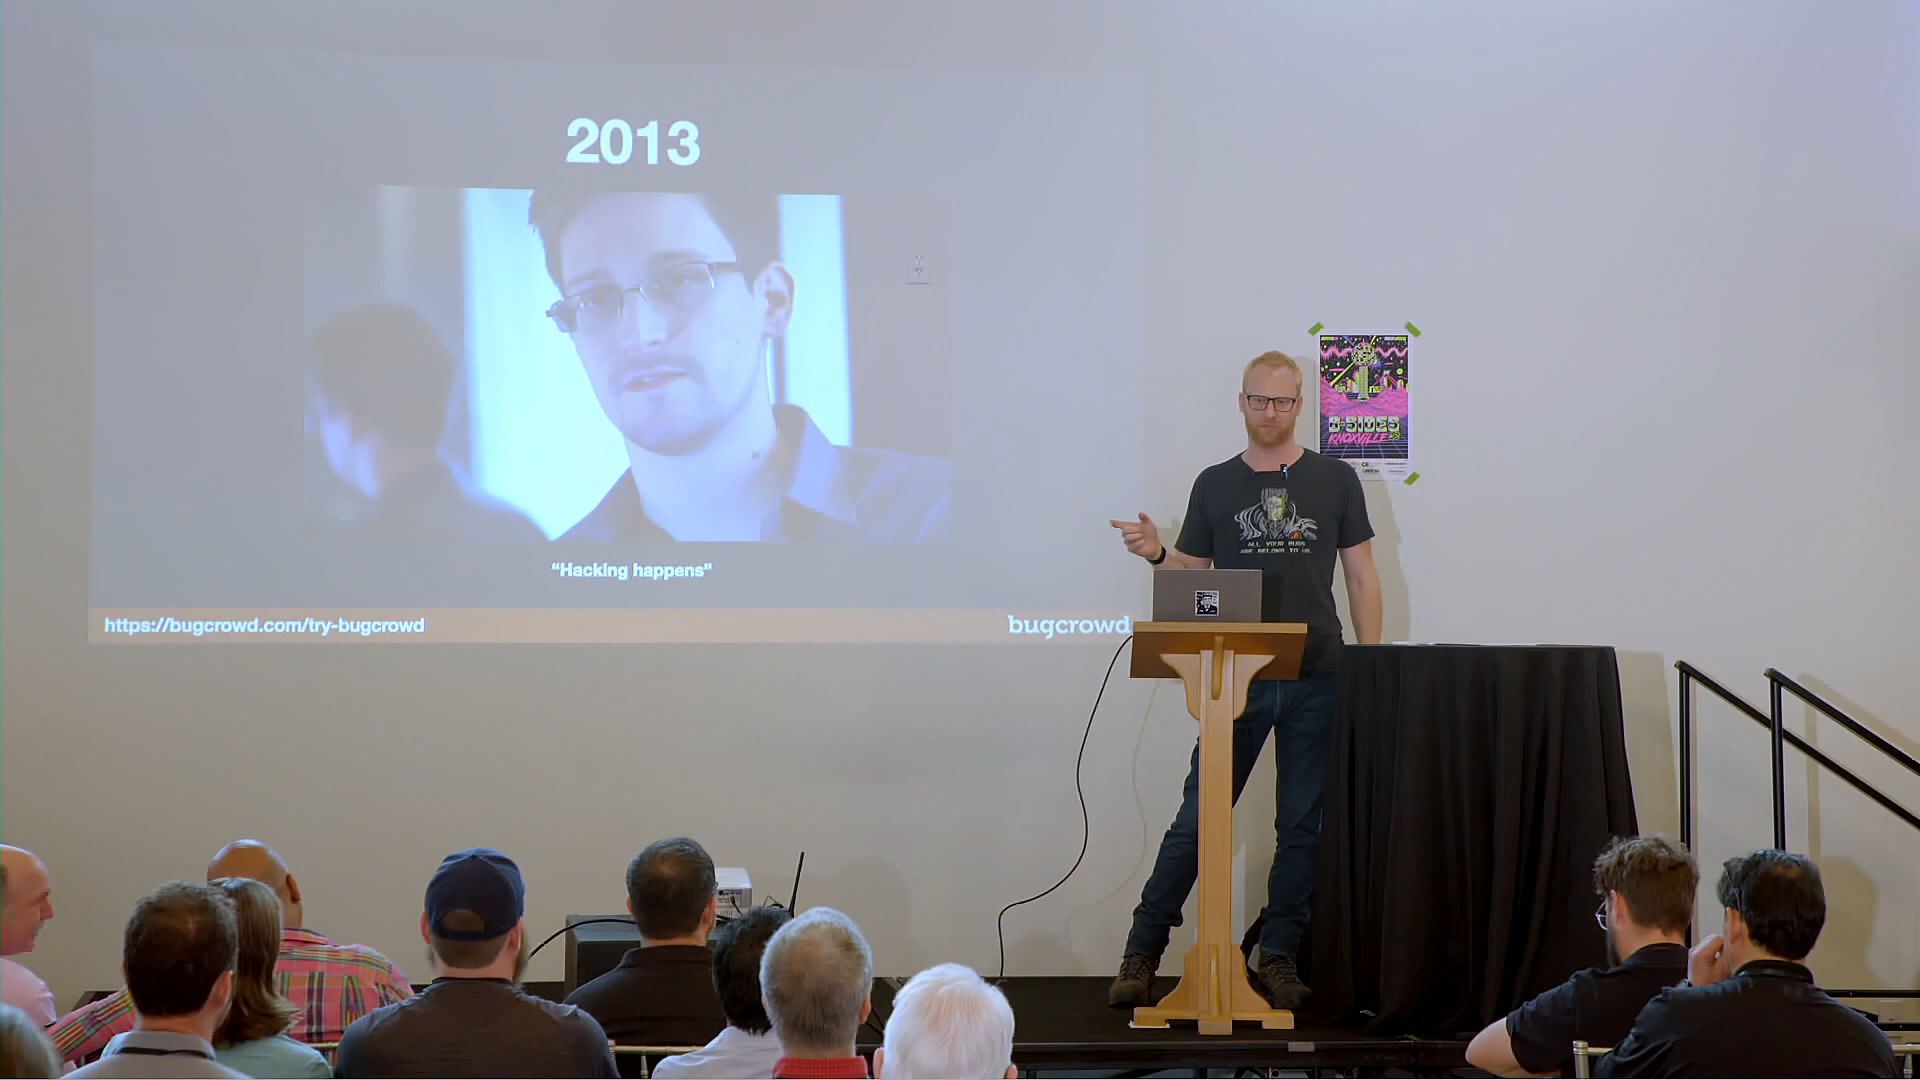 2013
“Hacking happens”
https://bugcrowd.com/try-bugcrowd
bugcrowd
B-SIDES
KNOXVILLE
ALL YOUR BUGS
ARE BELONG TO US.